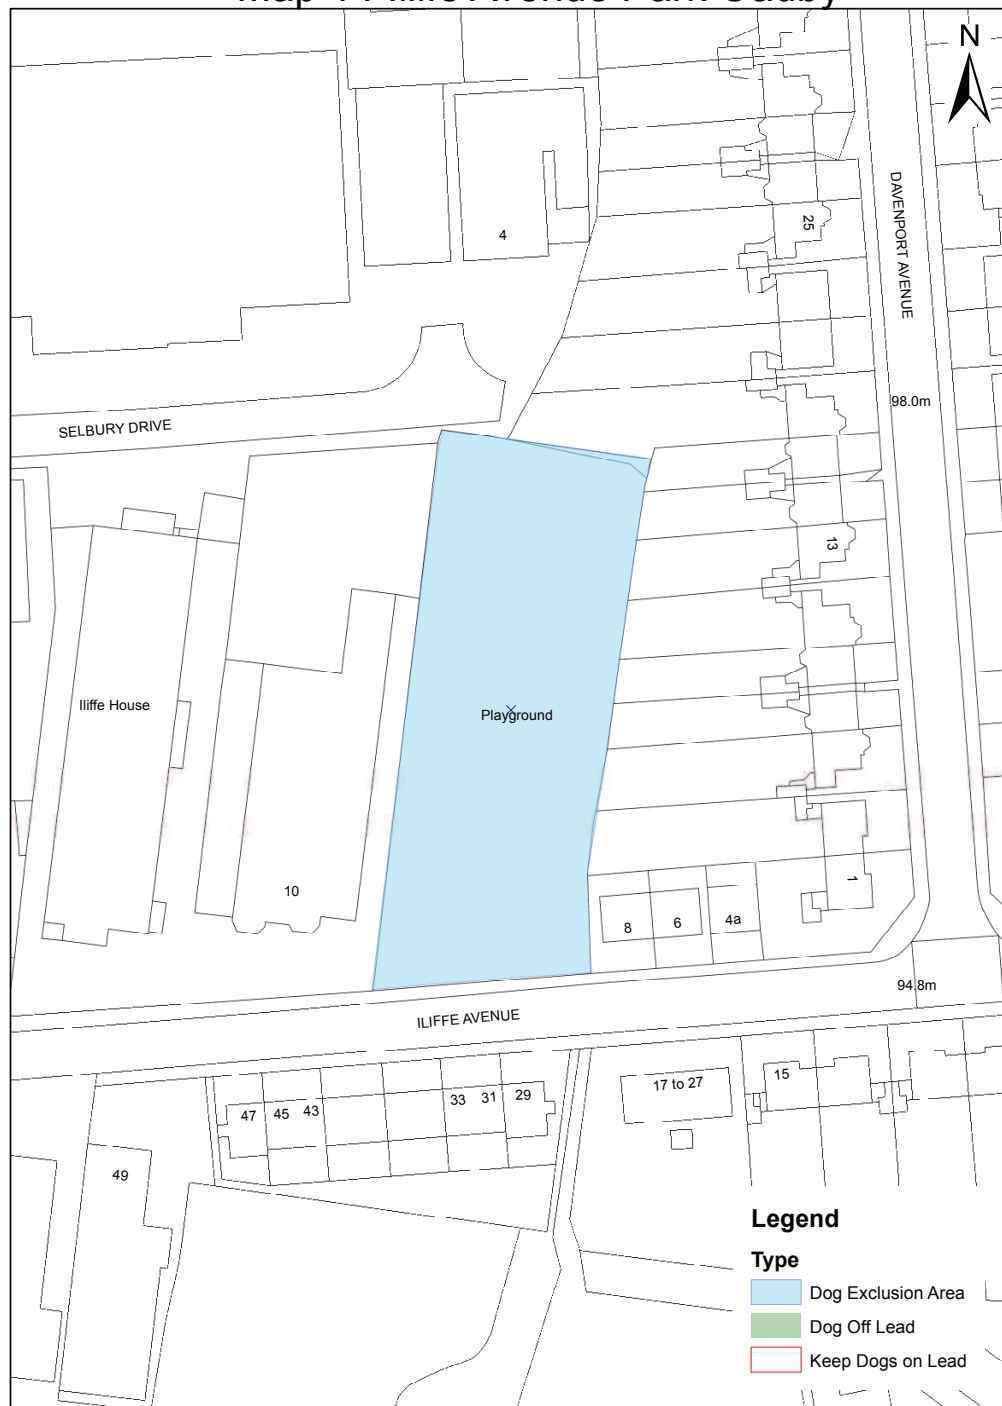 N
DAVENPORT AVENUE
25
4
98.0m
SELBURY DRIVE
13
Iliffe House
Playground
10
1
8
6
4a
94.8m
ILIFFE AVENUE
17 to 27
15
47
45
43
33
31
29
49
Legend
Type
Dog Exclusion Area
Dog Off Lead
Keep Dogs on Lead